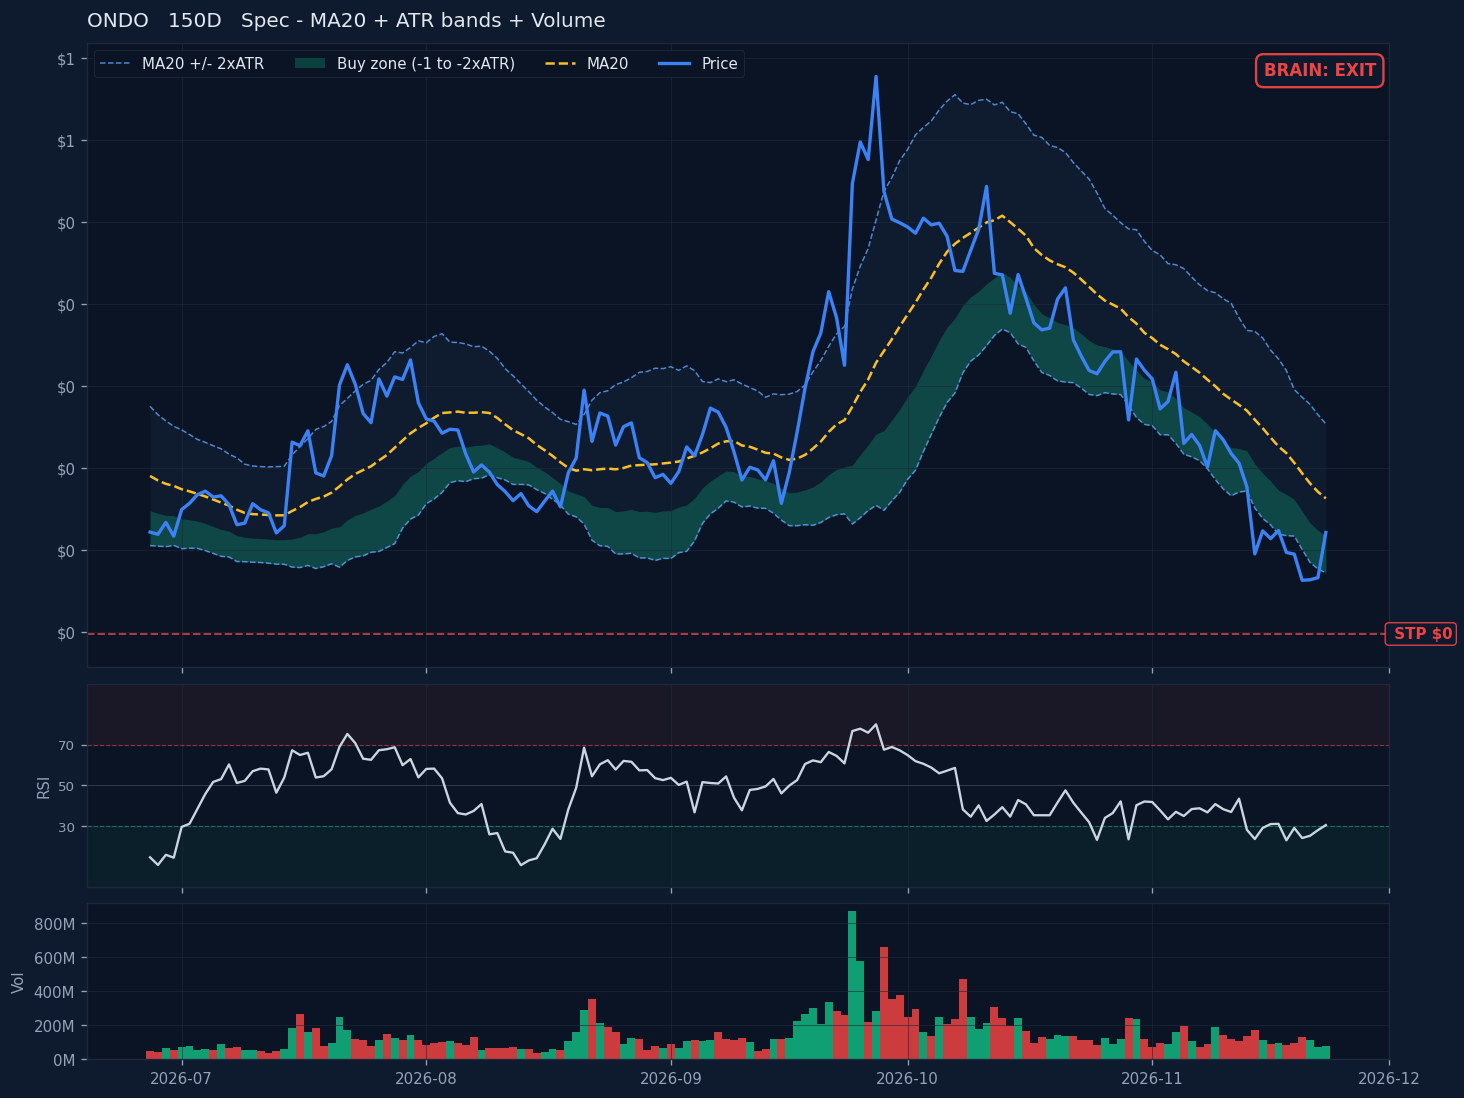 ONDO   150D   Spec - MA20 + ATR bands + Volume
MA20 +/- 2xATR
Buy zone (-1 to -2xATR)
MA20
Price
BRAIN: EXIT
$1
$1
$0
$0
$0
$0
$0
$0
STP $0
RSI
70
50
30
Vol
800M
600M
400M
200M
0M
2026-07
2026-08
2026-09
2026-10
2026-11
2026-12